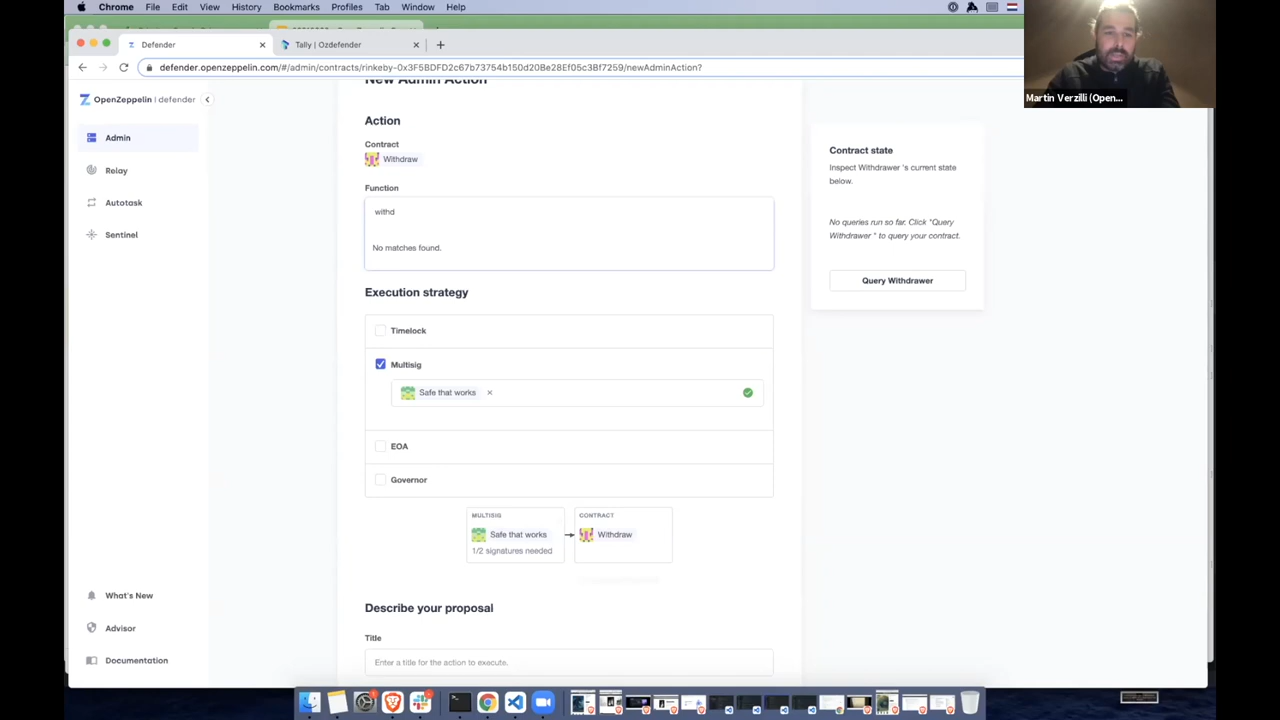 Chrome File Edit View History Bookmarks Profiles Tab Window Help
Defender
Tally | Ozdefender
defender.openzeppelin.com/#/admin/contracts/rinkeby-0x3F5BDFD2c67b73754b150d20Be28Ef05c3Bf7259/newAdminAction?
Martin Verzilli (Open...
OpenZeppelin | defender
Admin
Relay
Autotask
Sentinel
What's New
Advisor
Documentation
New Admin Action
Action
Contract
Withdraw
Function
withd
No matches found.
Execution strategy
Timelock
Multisig
Safe that works
EOA
Governor
MULTISIG
Safe that works
1/2 signatures needed
CONTRACT
Withdraw
Describe your proposal
Title
Enter a title for the action to execute.
Contract state
Inspect Withdrawer 's current state
below.
No queries run so far. Click "Query
Withdrawer " to query your contract.
Query Withdrawer